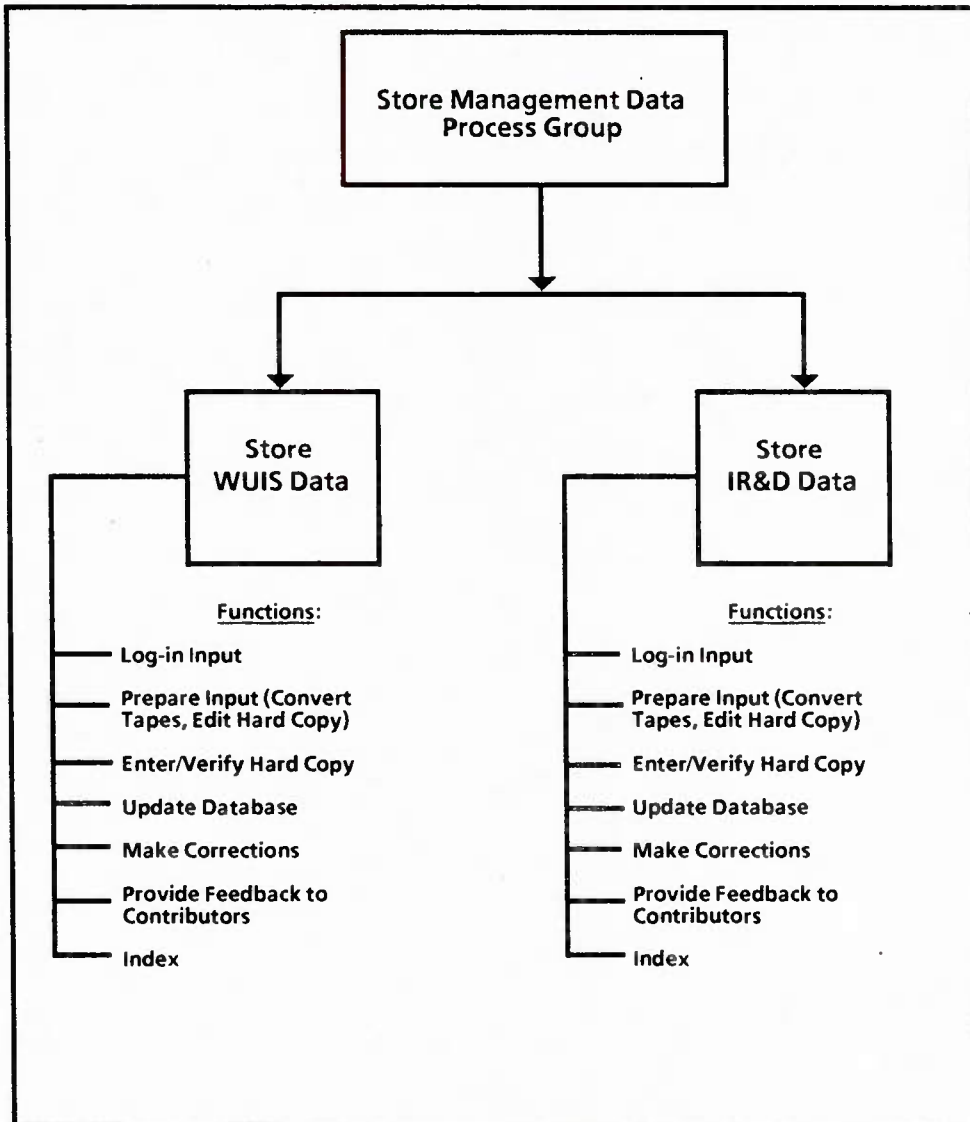 Store Management Data
Process Group
Store
WUIS Data
Functions:
Log-in Input
Prepare Input (Convert
Tapes, Edit Hard Copy)
Enter/Verify Hard Copy
Update Database
Make Corrections
Provide Feedback to
Contributors
Index
Store
IR&D Data
Functions:
Log-in Input
Prepare Input (Convert
Tapes, Edit Hard Copy)
Enter/Verify Hard Copy
Update Database
Make Corrections
Provide Feedback to
Contributors
Index